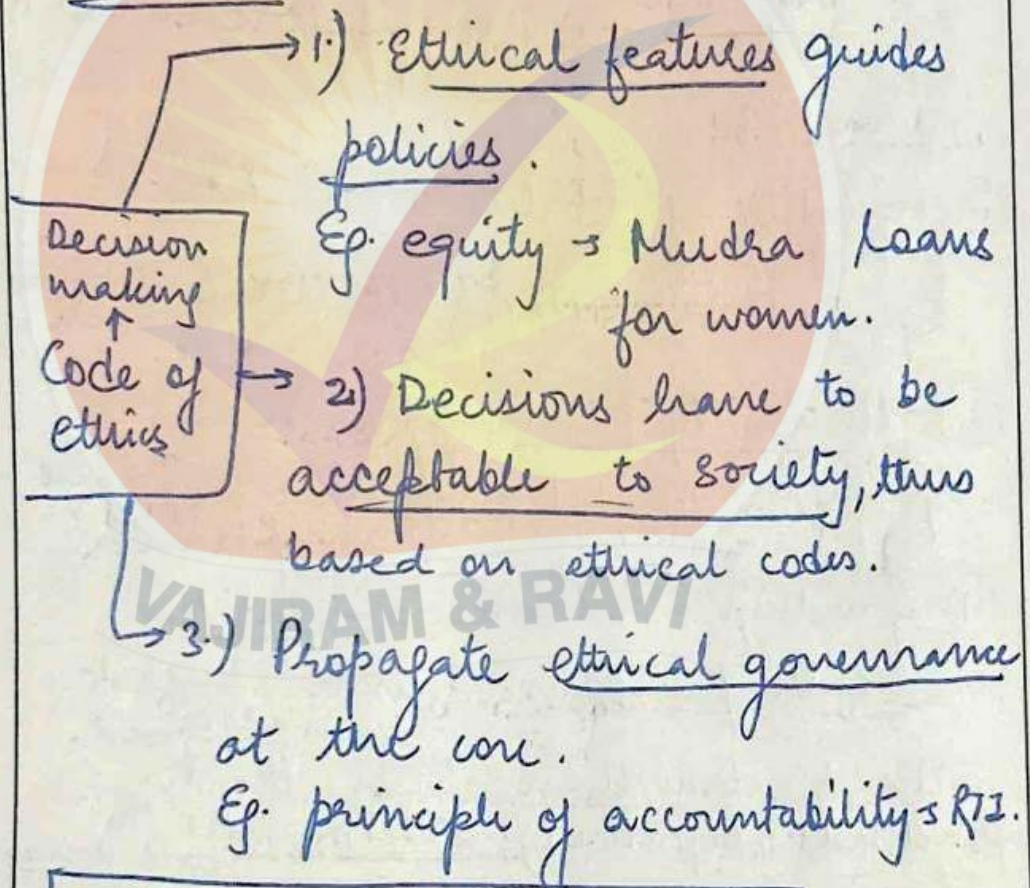 1.) Ethical features guides
policies.
Eg. equity → Mudra loans
for women.
Decision
making
↑
Code of
ethics
→ 2) Decisions have to be
acceptable to society, thus
based on ethical codes.
VAJIRAM & RAVI
→ 3.) Propagate ethical governance
at the core.
Eg. principle of accountability → RTI.